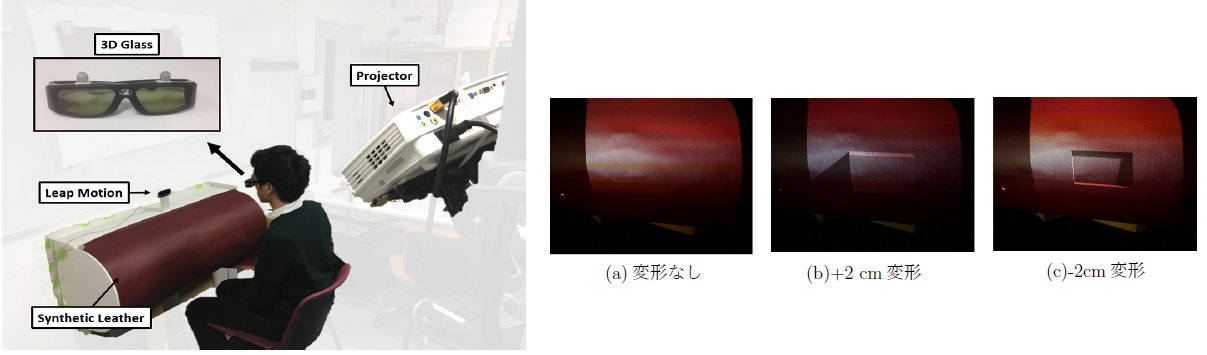 3D Glass
Projector
Leap Motion
Synthetic Leather
(a) 変形なし
(b)+2 cm 変形
(c)-2cm 変形